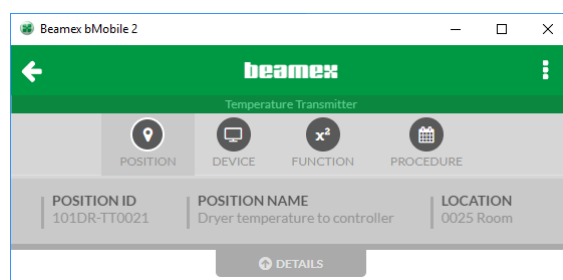 Beamex bMobile 2
beamex
Temperature Transmitter
x²
POSITION DEVICE FUNCTION PROCEDURE
POSITION ID POSITION NAME LOCATION
101DR-TT0021 Dryer temperature to controller 0025 Room
DETAILS